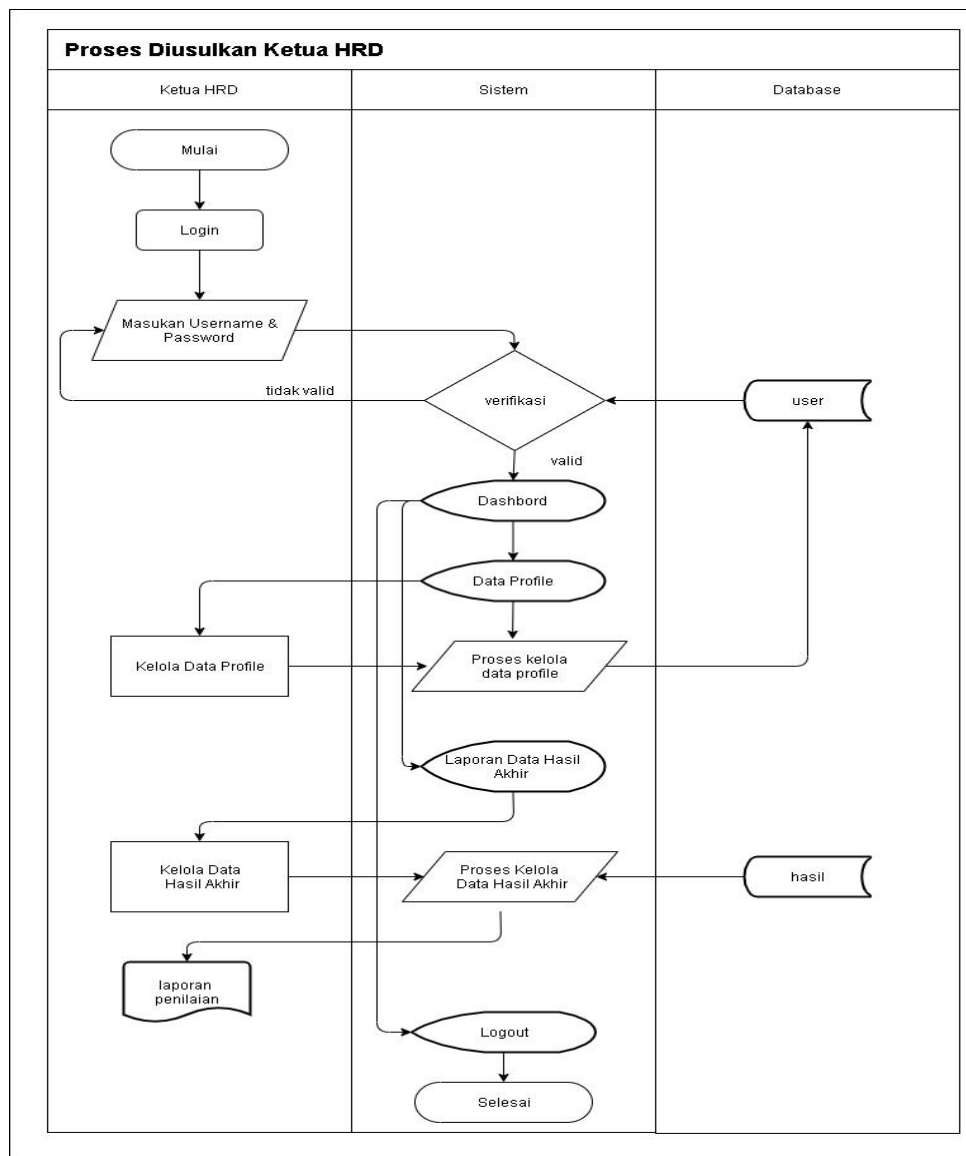 Proses Diusulkan Ketua HRD
Ketua HRD
Sistem
Database
Mulai
Login
Masukan Username &
Password
tidak valid
verifikasi
user
valid
Dashbord
Data Profile
Kelola Data Profile
Proses kelola
data profile
Laporan Data Hasil
Akhir
Kelola Data
Hasil Akhir
Proses Kelola
Data Hasil Akhir
hasil
laporan
penilaian
Logout
Selesai